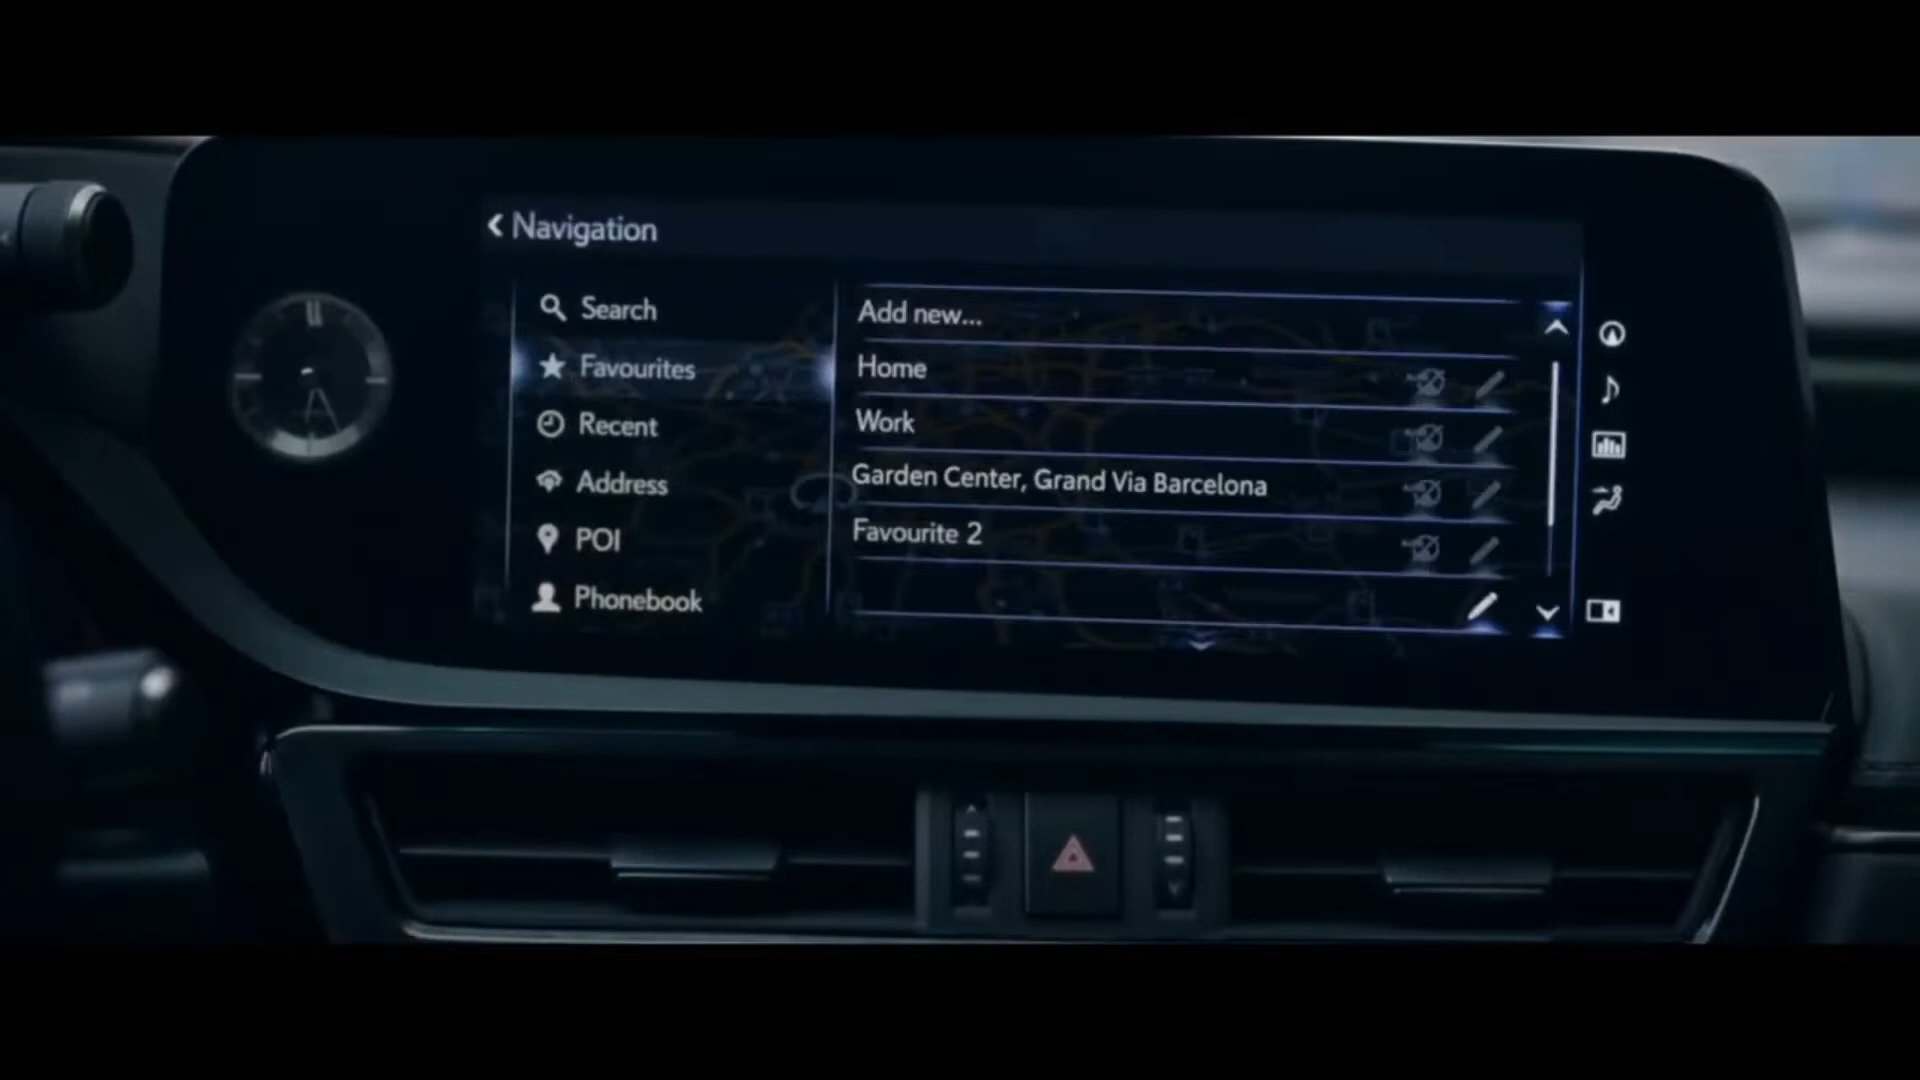 Navigation
Search
Favourites
Recent
Address
POI
Phonebook
Add new...
Home
Work
Garden Center, Grand Via Barcelona
Favourite 2